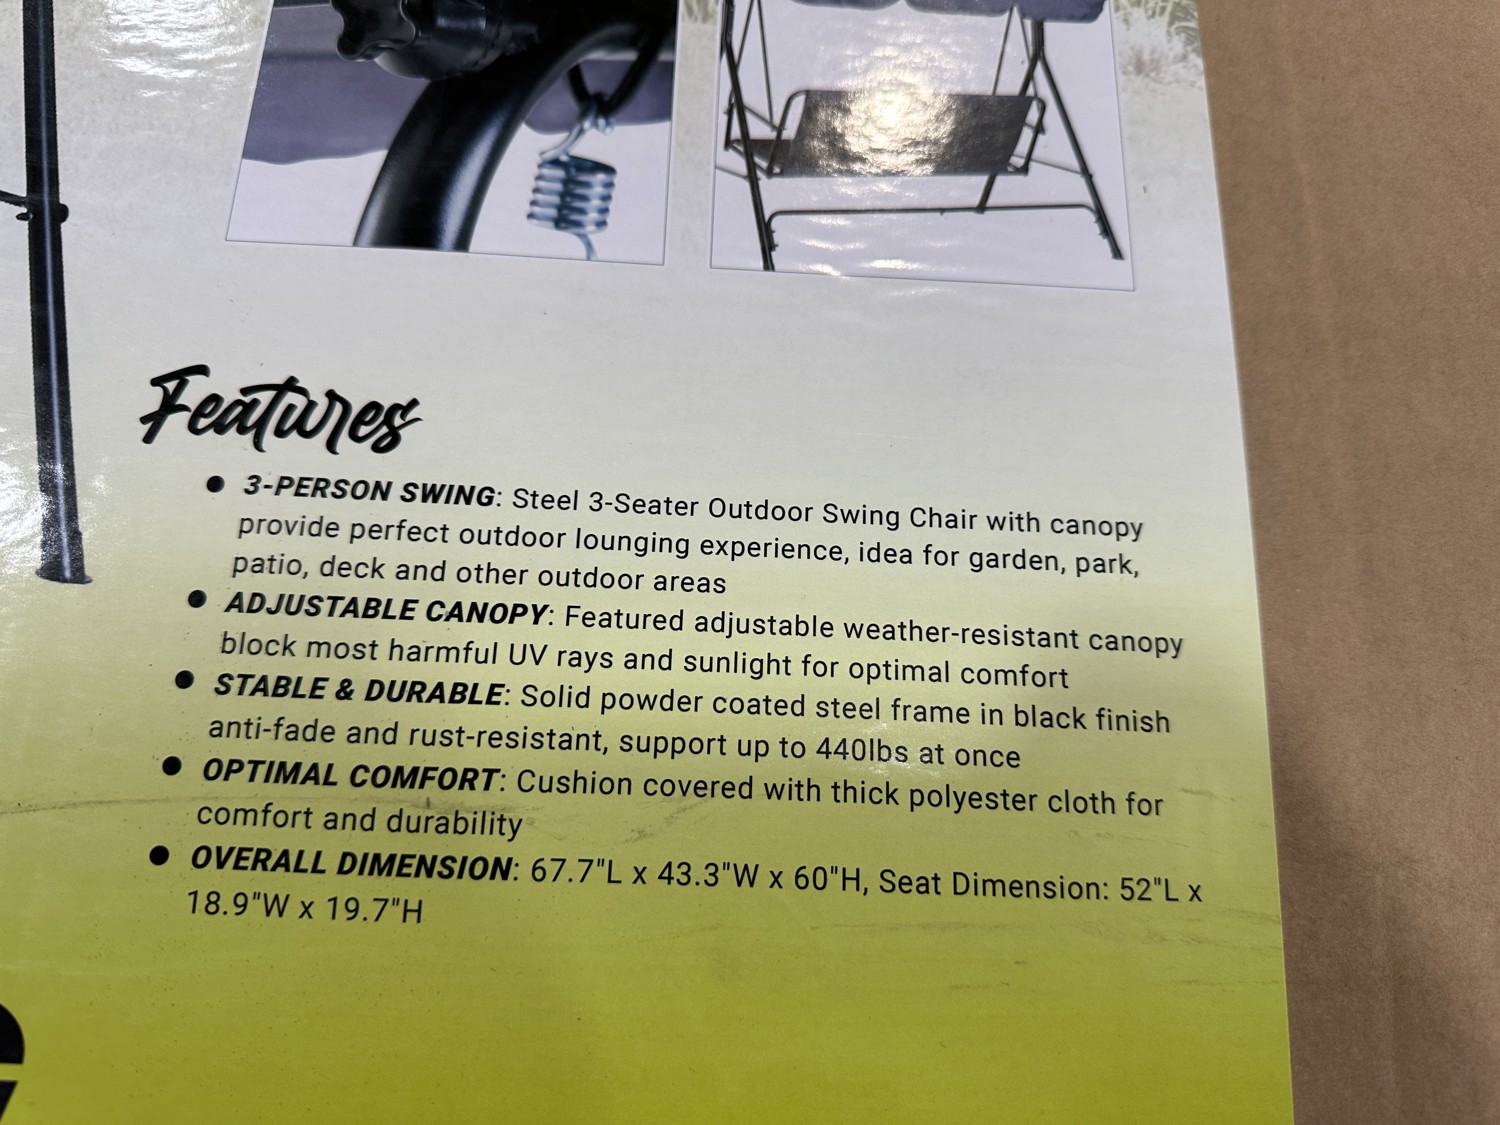 Features
● 3-PERSON SWING: Steel 3-Seater Outdoor Swing Chair with canopy
provide perfect outdoor lounging experience, idea for garden, park,
patio, deck and other outdoor areas
● ADJUSTABLE CANOPY: Featured adjustable weather-resistant canopy
block most harmful UV rays and sunlight for optimal comfort
● STABLE & DURABLE: Solid powder coated steel frame in black finish
anti-fade and rust-resistant, support up to 440lbs at once
● OPTIMAL COMFORT: Cushion covered with thick polyester cloth for
comfort and durability
● OVERALL DIMENSION: 67.7"L x 43.3"W x 60"H, Seat Dimension: 52"L x
18.9"W x 19.7"H